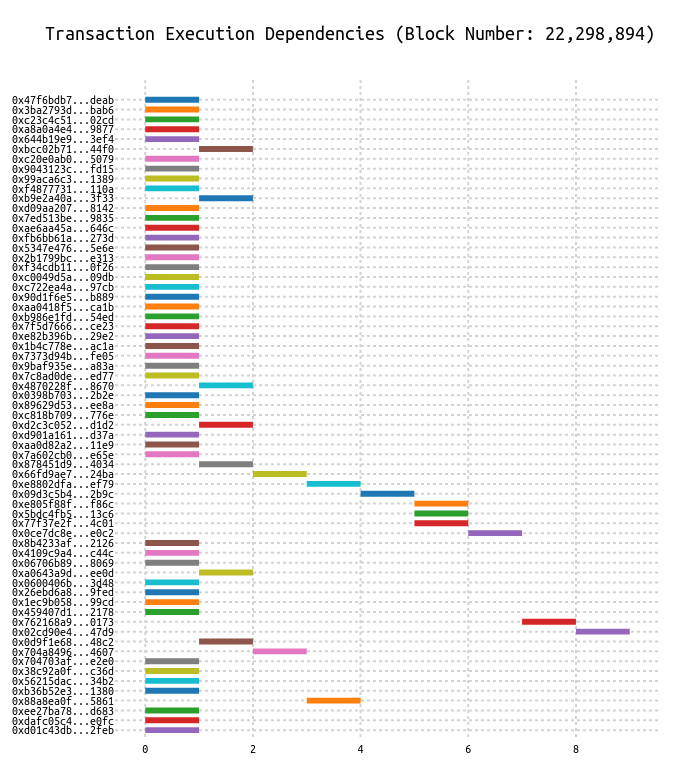 Transaction Execution Dependencies (Block Number: 22,298,894)
0x47f6bdb7...deab
0x3ba2793d...bab6
0xc23c4c51...02cd
0xa8a0a4e4...9877
0x644b19e9...3ef4
0xbcc02b71...44f0
0xc20e0ab0...5079
0x9043123c...fd15
0x99aca6c3...1389
0xf4877731...110a
0xb9e2a40a...3f33
0xd09aa207...8142
0x7ed513be...9835
0xae6aa45a...646c
0xfb6bb61a...273d
0x5347e476...5e6e
0x2b1799bc...e313
0xf34cdb11...0f26
0xc0049d5a...09db
0xc722ea4a...97cb
0x90d1f6e5...b889
0xaa0418f5...ca1b
0xb986e1fd...54ed
0x7f5d7666...ce23
0xe82b396b...29e2
0x1b4c778e...ac1a
0x7373d94b...fe05
0x9baf935e...a83a
0x7c8ad0de...ed77
0x4870228f...8670
0x0398b703...2b2e
0x89629d53...ee8a
0xc818b709...776e
0xd2c3c052...d1d2
0xd901a161...d37a
0xaa0d82a2...11e9
0x7a602cb0...e65e
0x878451d9...4034
0x66fd9ae7...24ba
0xe8802dfa...ef79
0x09d3c5b4...2b9c
0xe805f88f...f86c
0x5bdc4fb5...13c6
0x77f37e2f...4c01
0x0ce7dc8e...e0c2
0x8b4233af...2126
0x4109c9a4...c44c
0x06706b89...8069
0xa0643a9d...ee0d
0x0600406b...3d48
0x26ebd6a8...9fed
0x1ec9b058...99cd
0x459407d1...2178
0x762168a9...0173
0x02cd90e4...47d9
0x0d9f1e68...48c2
0x704a8496...4607
0x704703af...e2e0
0x38c92a0f...c36d
0x56215dac...34b2
0xb36b52e3...1380
0x88a8ea0f...5861
0xee27ba78...d683
0xdafc05c4...e0fc
0xd01c43db...2feb
0 2 4 6 8